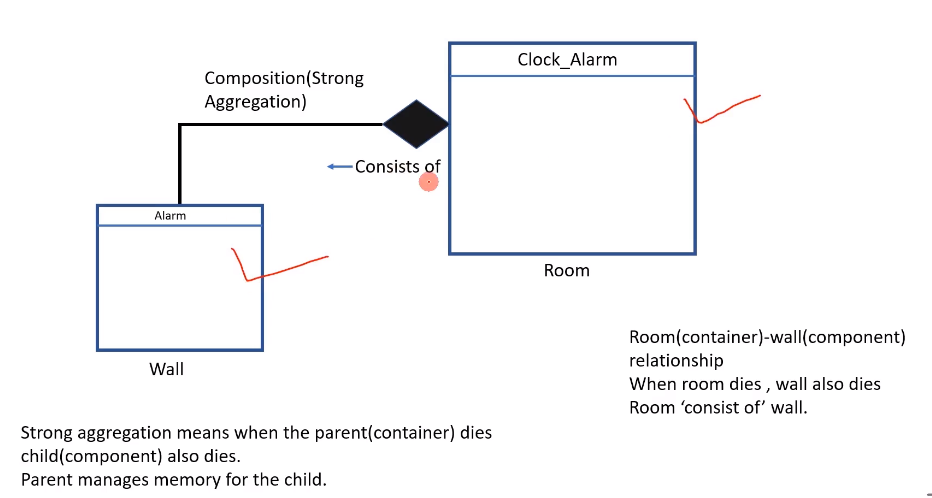 Clock_Alarm
Composition(Strong
Aggregation)
Consists of
Alarm
Room
Wall
Room(container)-wall(component)
relationship
When room dies , wall also dies
Room ‘consist of’ wall.
Strong aggregation means when the parent(container) dies
child(component) also dies.
Parent manages memory for the child.